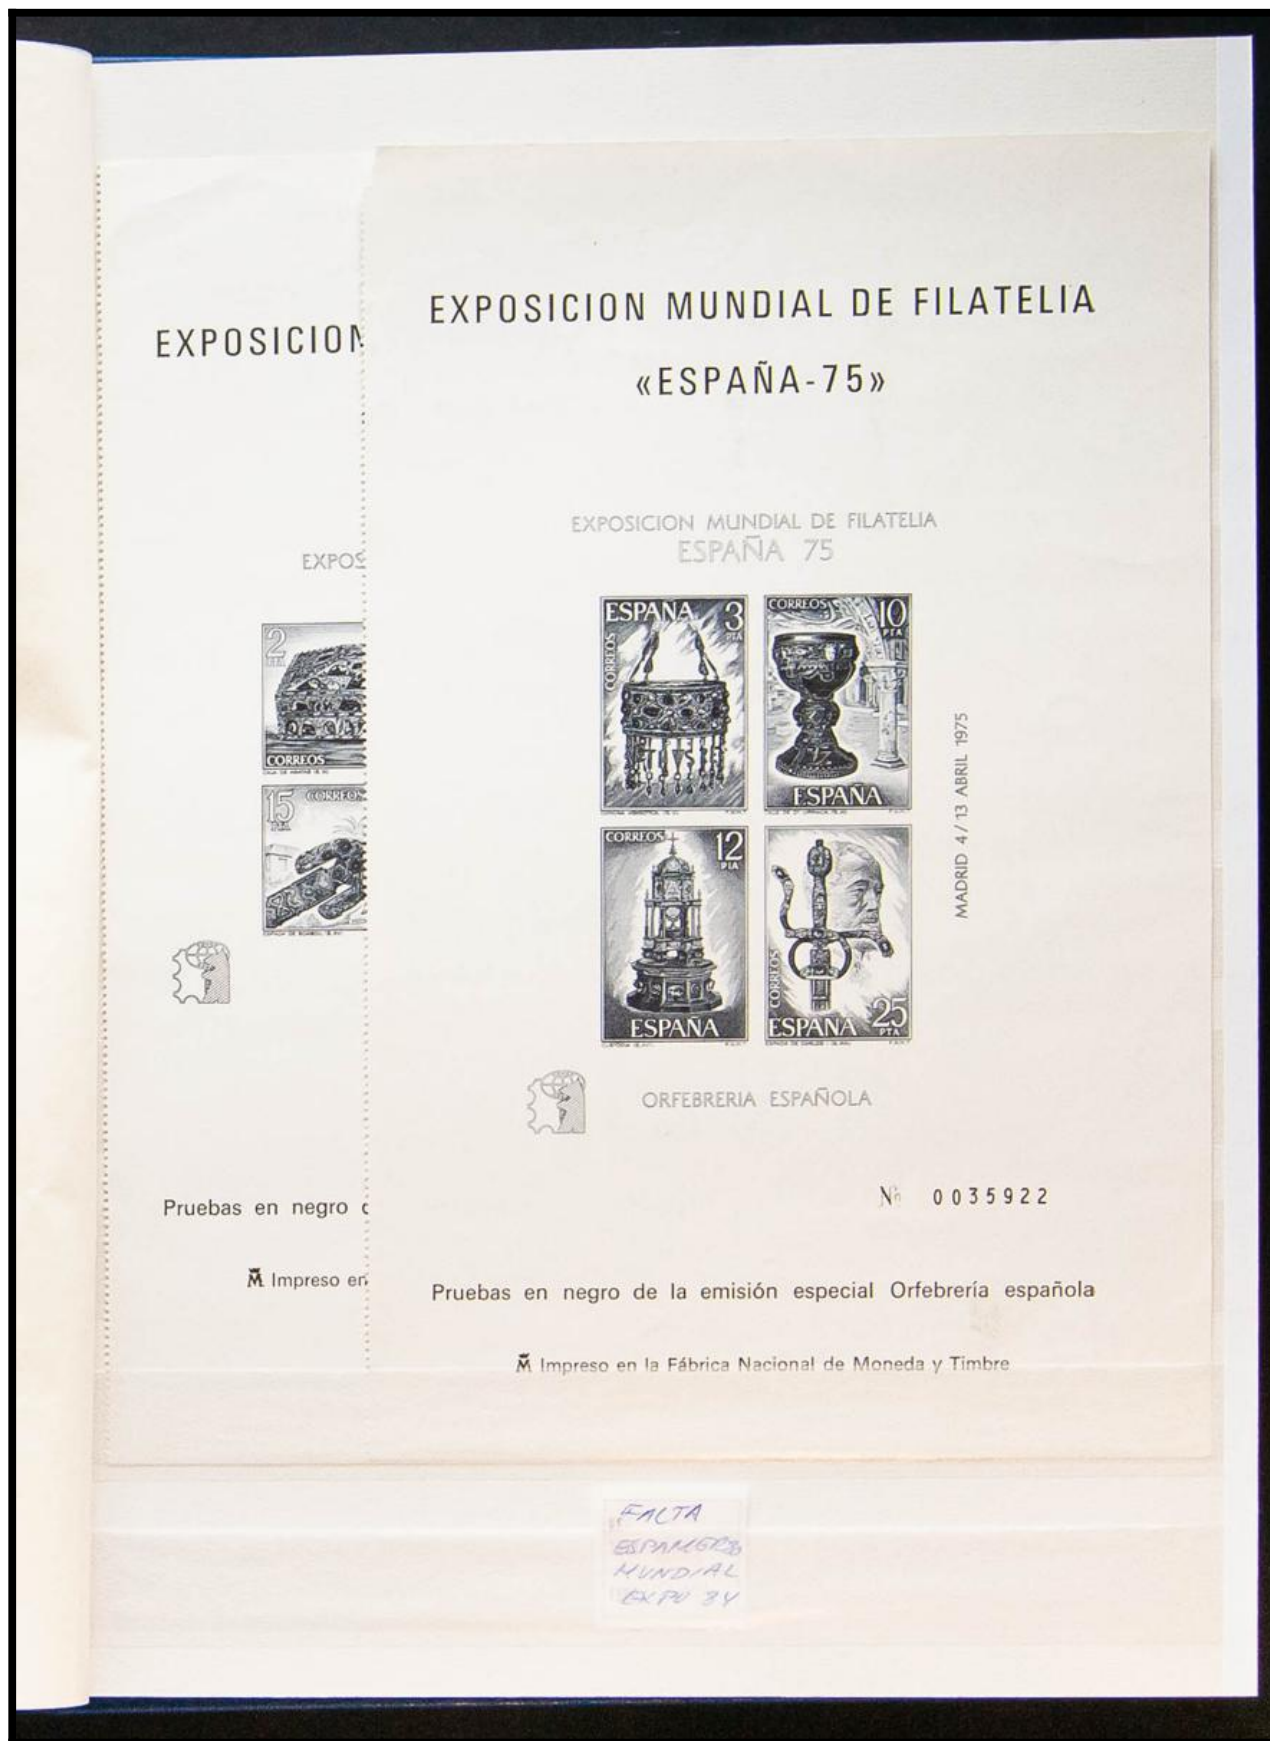 EXPOSICION
EXPOS
2
PTA
CORREOS
15
CORREOS
Pruebas en negro
Impreso en
EXPOSICION MUNDIAL DE FILATELIA
«ESPAÑA-75»
EXPOSICION MUNDIAL DE FILATELIA
ESPAÑA 75
ESPAÑA 3
PTA
CORREOS
CORREOS 10
PTA
ESPAÑA
CORREOS 12
PTA
ESPAÑA
CORREOS
ESPAÑA 25
PTA
MADRID 4/13 ABRIL 1975
ORFEBRERIA ESPAÑOLA
Nº 0035922
Pruebas en negro de la emisión especial Orfebrería española
M Impreso en la Fábrica Nacional de Moneda y Timbre
FALTA
MUNDIAL
EXPO 84